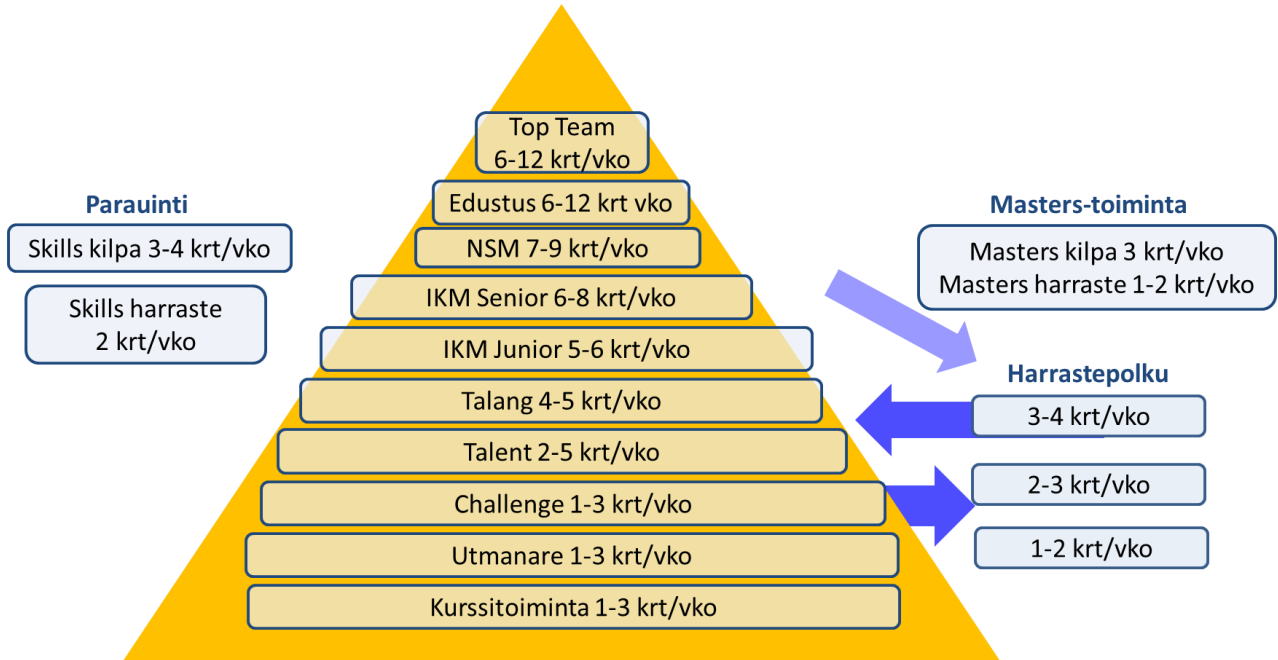 Top Team
6-12 krt/vko
Edustus 6-12 krt vko
NSM 7-9 krt/vko
IKM Senior 6-8 krt/vko
IKM Junior 5-6 krt/vko
Talang 4-5 krt/vko
Talent 2-5 krt/vko
Challenge 1-3 krt/vko
Utmanare 1-3 krt/vko
Kurssitoiminta 1-3 krt/vko
Parauinti
Skills kilpa 3-4 krt/vko
Skills harraste
2 krt/vko
Masters-toiminta
Masters kilpa 3 krt/vko
Masters harraste 1-2 krt/vko
Harrastepolku
3-4 krt/vko
2-3 krt/vko
1-2 krt/vko